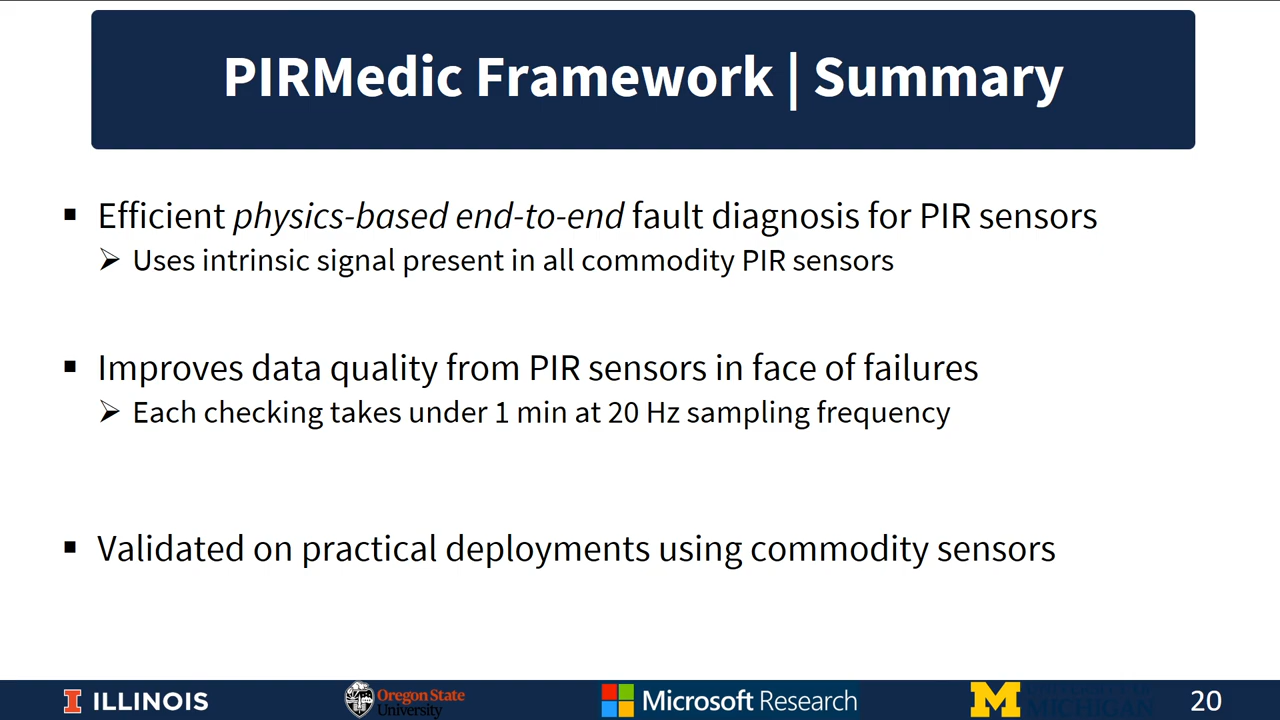 PIRMedic Framework | Summary
▪ Efficient physics-based end-to-end fault diagnosis for PIR sensors
➢ Uses intrinsic signal present in all commodity PIR sensors
▪ Improves data quality from PIR sensors in face of failures
➢ Each checking takes under 1 min at 20 Hz sampling frequency
▪ Validated on practical deployments using commodity sensors
I ILLINOIS
Oregon State
University
Microsoft Research
M UNIVERSITY OF
MICHIGAN
20